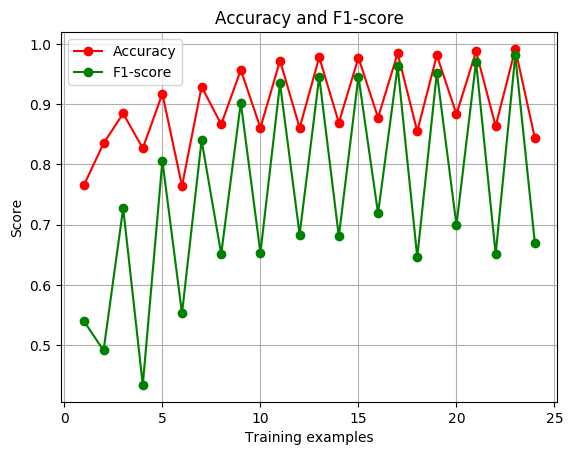 Accuracy and F1-score
Accuracy
F1-score
Score
1.0
0.9
0.8
0.7
0.6
0.5
0 5 10 15 20 25
Training examples